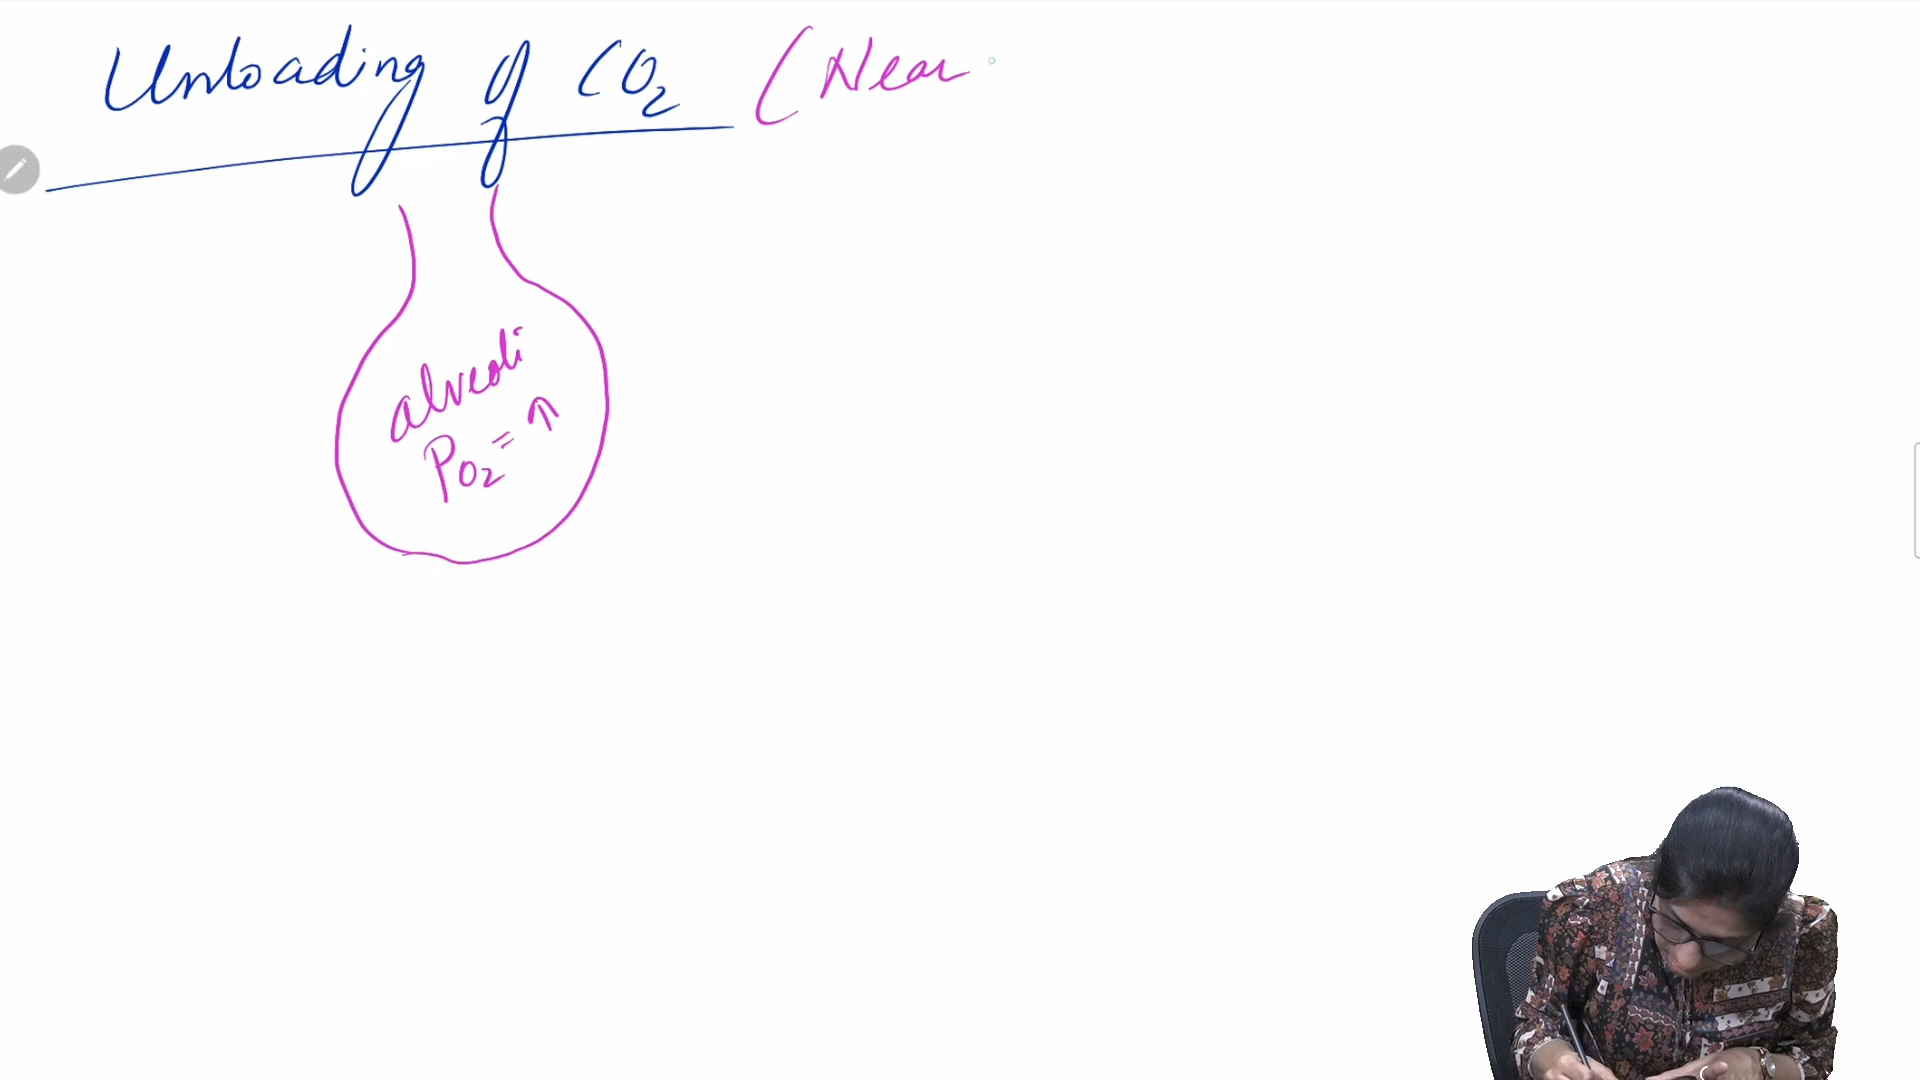 Unloading of CO₂ (Near
alveoli
PO₂ = ↑